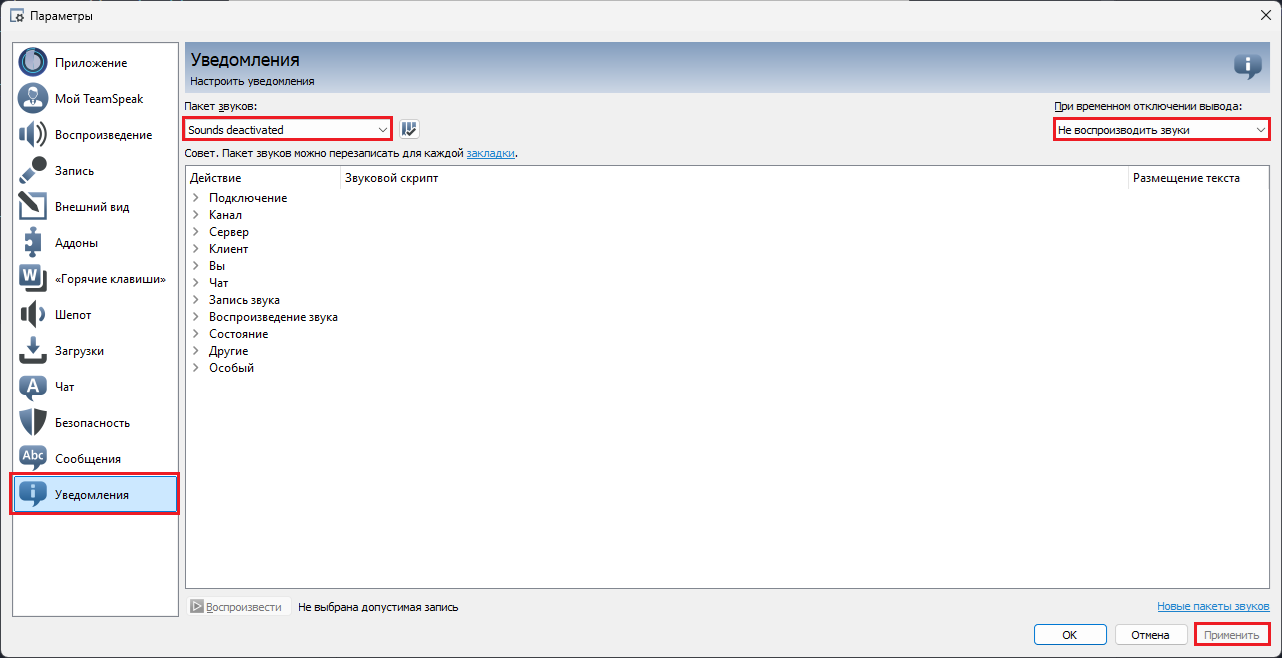 Параметры
Приложение
Мой TeamSpeak
Воспроизведение
Запись
Внешний вид
Аддоны
W
«Горячие клавиши»
Шепот
Загрузки
A
Чат
Безопасность
Abc
Сообщения
i
Уведомления
Уведомления
Настроить уведомления
i
Пакет звуков:
При временном отключении вывода:
Sounds deactivated
Не воспроизводить звуки
Совет. Пакет звуков можно перезаписать для каждой закладки.
Действие Звуковой скрипт Размещение текста
Подключение
Канал
Сервер
Клиент
Вы
Чат
Запись звука
Воспроизведение звука
Состояние
Другие
Особый
Воспроизвести Не выбрана допустимая запись Новые пакеты звуков
OK Отмена Применить